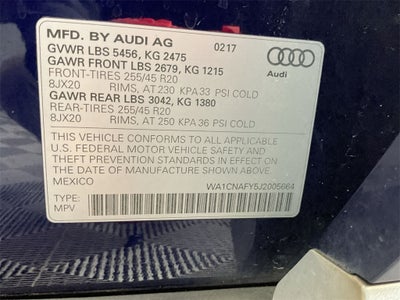 MFD. BY AUDI AG 0217
GVWR LBS 5456, KG 2475
GAWR FRONT LBS 2679, KG 1215
FRONT-TIRES 255/45 R20
8JX20 RIMS, AT 230 KPA 33 PSI COLD
GAWR REAR LBS 3042, KG 1380
REAR-TIRES 255/45 R20
8JX20 RIMS, AT 250 KPA 36 PSI COLD
Audi
THIS VEHICLE CONFORMS TO ALL APPLICABLE
U.S. FEDERAL MOTOR VEHICLE SAFETY, BUMPER, AND
THEFT PREVENTION STANDARDS IN EFFECT ON THE
DATE OF MANUFACTURE SHOWN ABOVE.
MEXICO
WA1CNAFY5J2005664
TYPE:
MPV